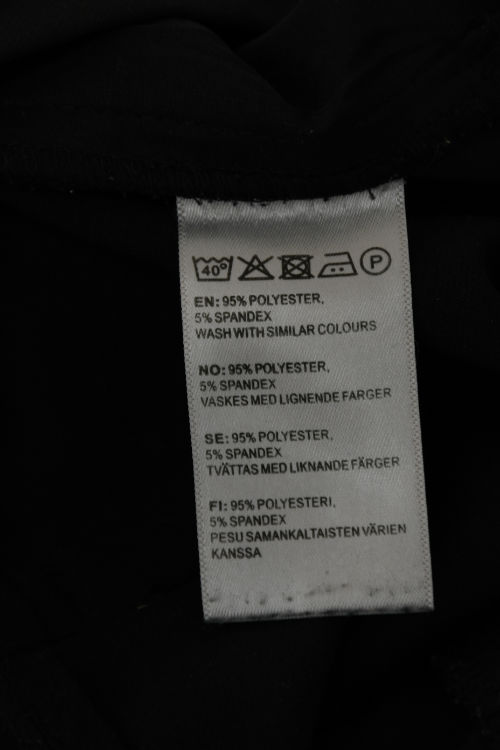 40°
P
EN: 95% POLYESTER,
5% SPANDEX
WASH WITH SIMILAR COLOURS
NO: 95% POLYESTER,
5% SPANDEX
VASKES MED LIGNENDE FARGER
SE: 95% POLYESTER,
5% SPANDEX
TVÄTTAS MED LIKNANDE FÄRGER
FI: 95% POLYESTERI,
5% SPANDEX
PESU SAMANKALTAISTEN VÄRIEN
KANSSA